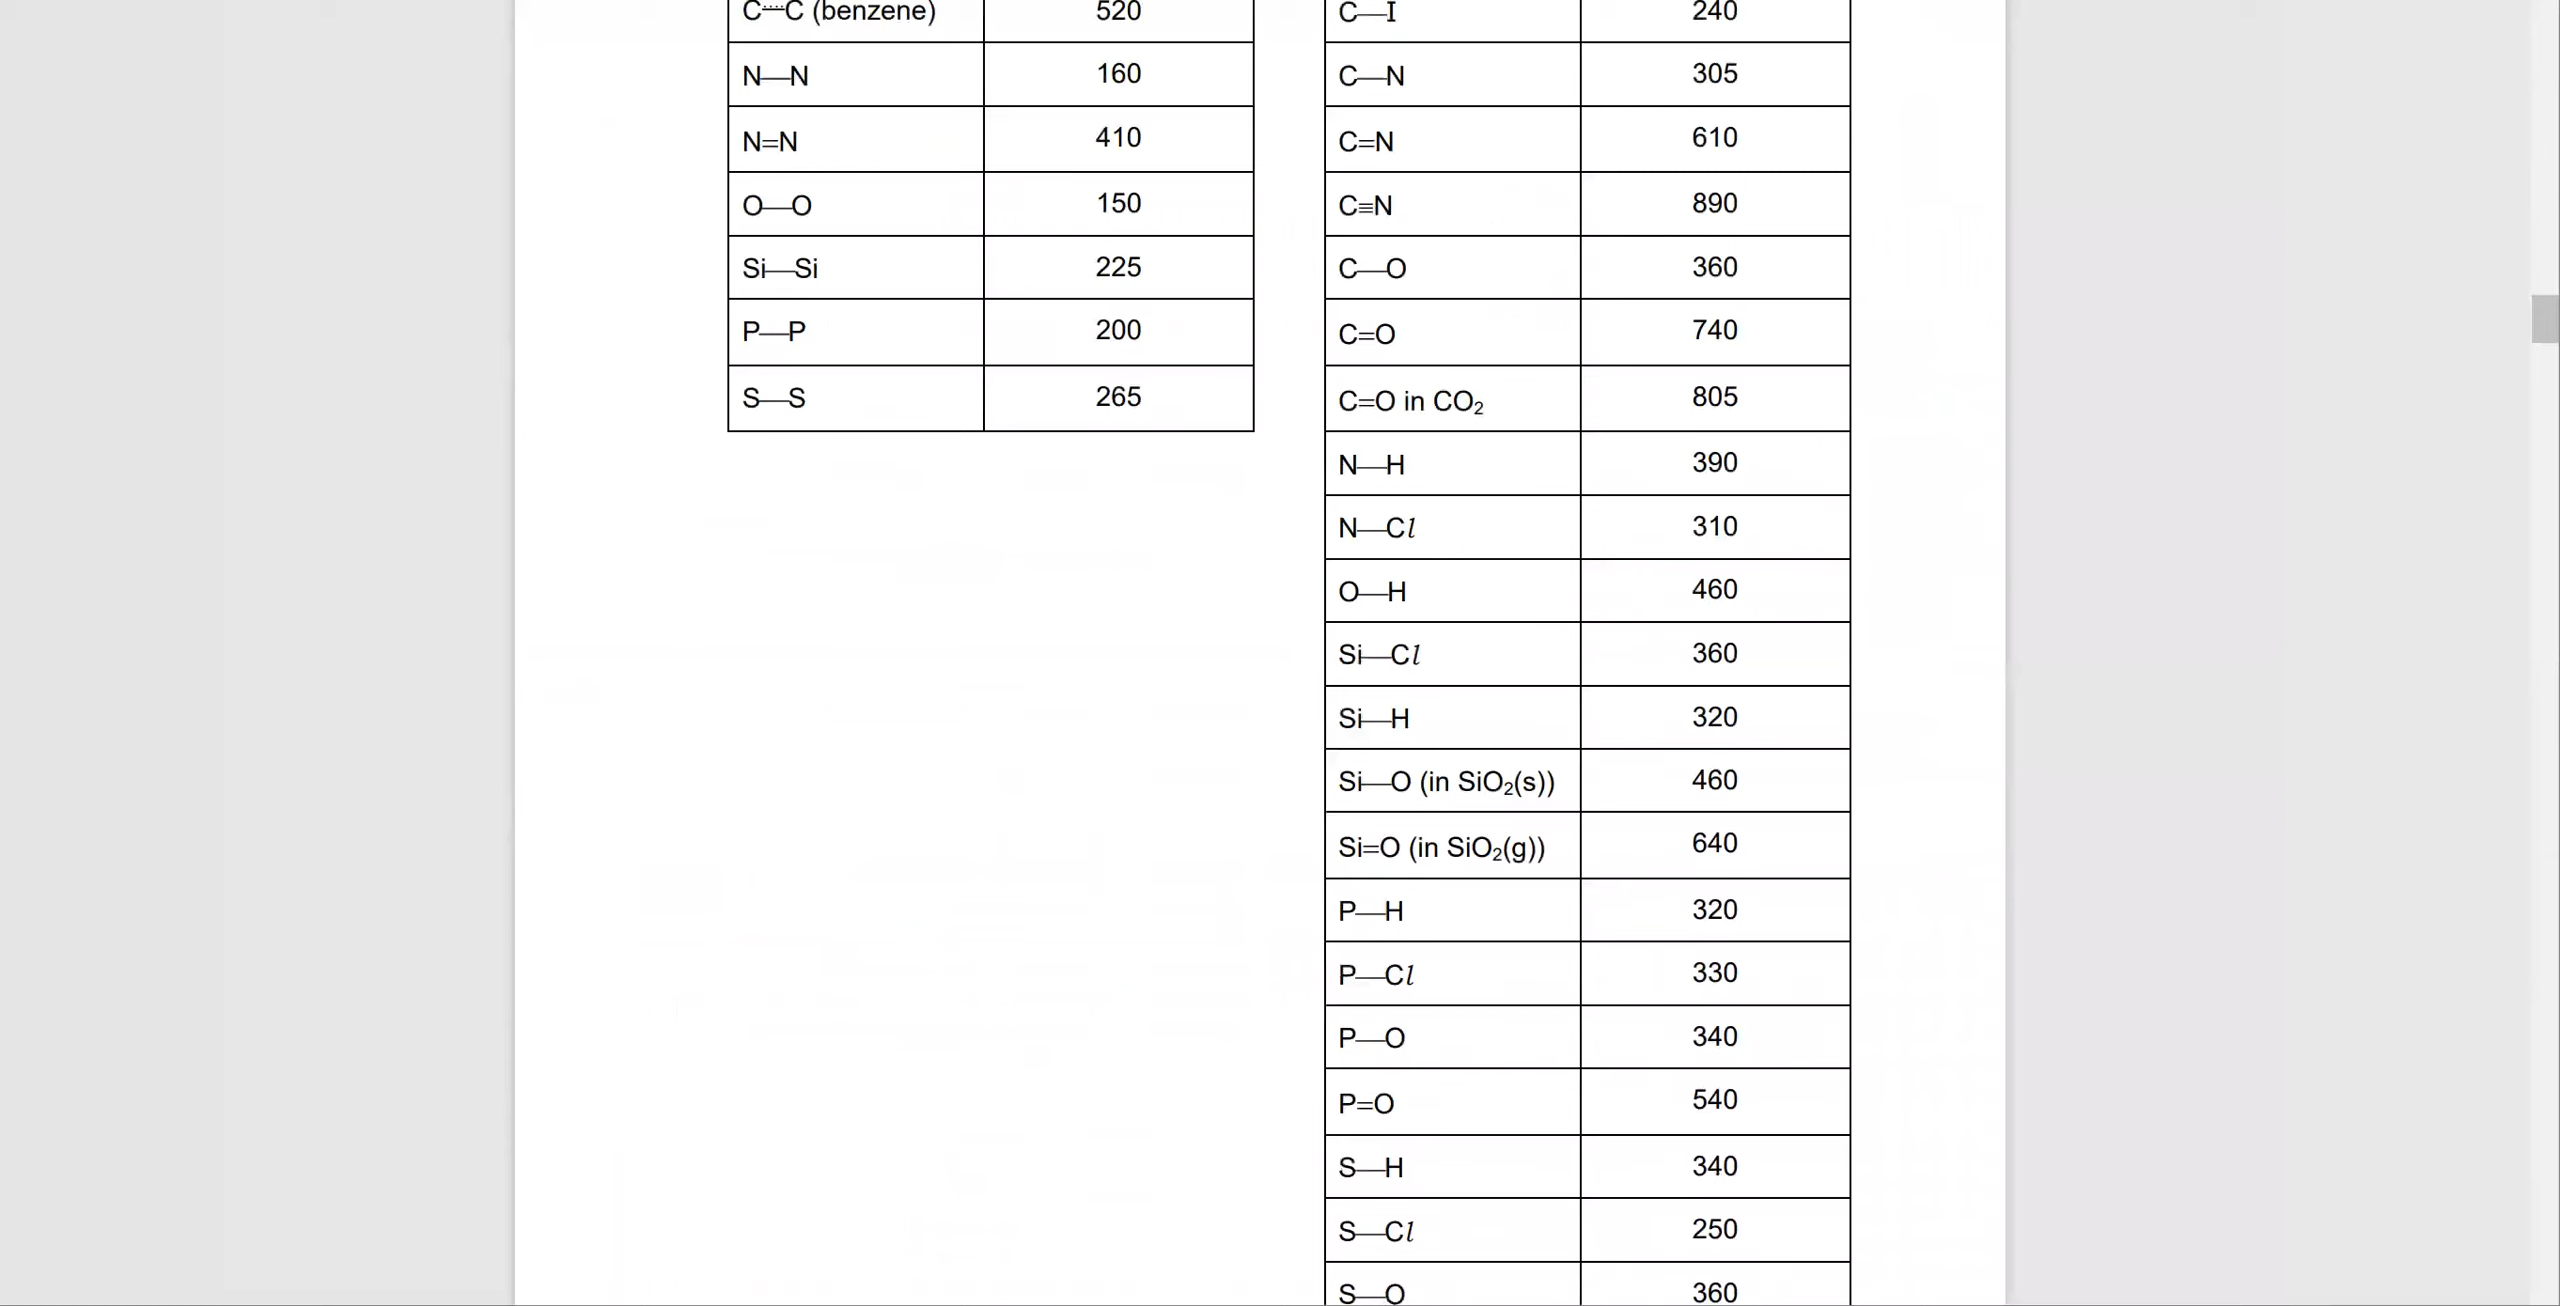 C⃛C (benzene) 520
N—N 160
N=N 410
O—O 150
Si—Si 225
P—P 200
S—S 265
C—I 240
C—N 305
C=N 610
C≡N 890
C—O 360
C=O 740
C=O in CO₂ 805
N—H 390
N—Cl 310
O—H 460
Si—Cl 360
Si—H 320
Si—O (in SiO₂(s)) 460
Si=O (in SiO₂(g)) 640
P—H 320
P—Cl 330
P—O 340
P=O 540
S—H 340
S—Cl 250
S—O 360